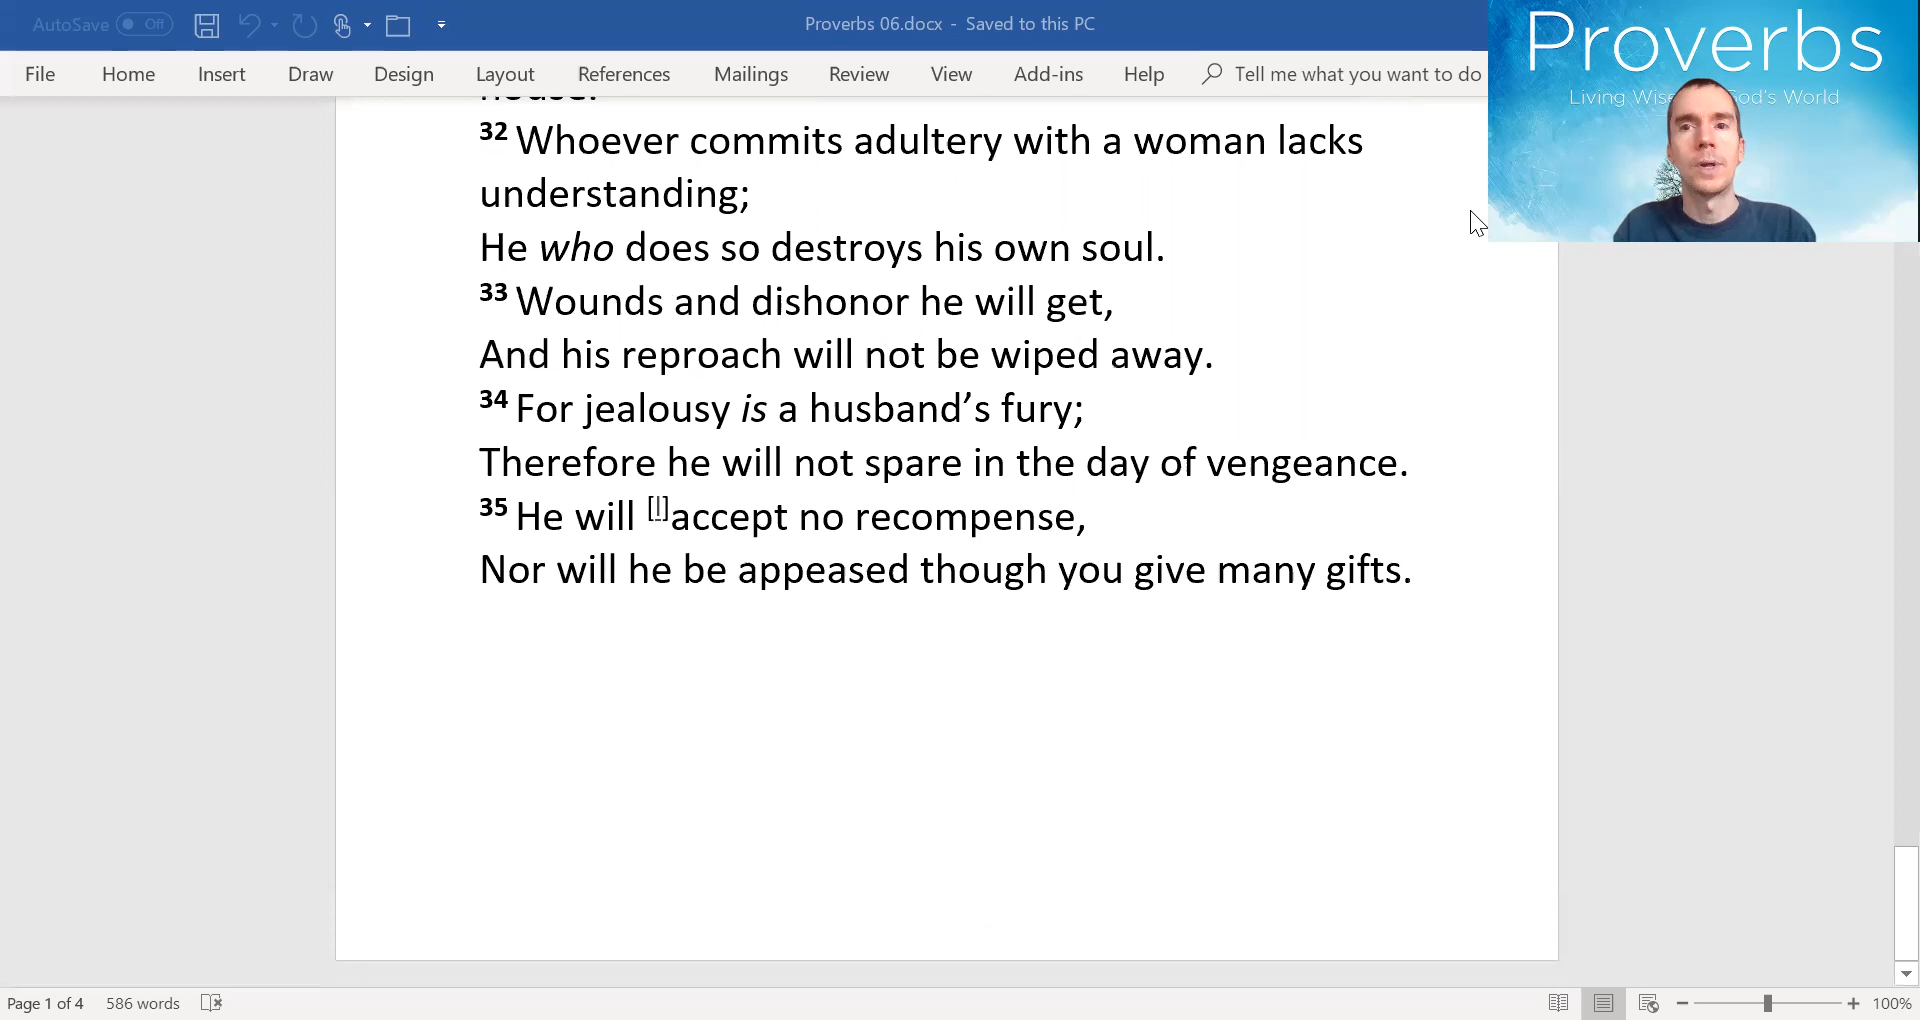 AutoSave Off
Proverbs 06.docx - Saved to this PC
File Home Insert Draw Design Layout References Mailings Review View Add-ins Help Tell me what you want to do
Proverbs
Living Wise God's World
house.
32 Whoever commits adultery with a woman lacks
understanding;
He who does so destroys his own soul.
33 Wounds and dishonor he will get,
And his reproach will not be wiped away.
34 For jealousy is a husband’s fury;
Therefore he will not spare in the day of vengeance.
35 He will [l]accept no recompense,
Nor will he be appeased though you give many gifts.
Page 1 of 4 586 words
100%